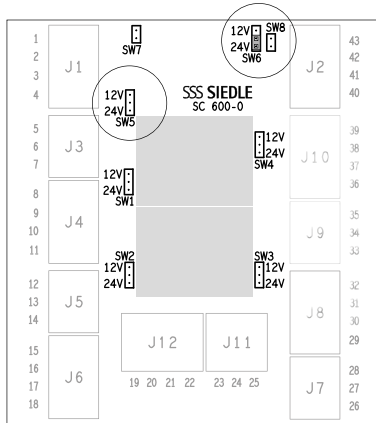 SW7
SW8
12V
24V
SW6
1
2
3
4
J1
J2
43
42
41
40
12V
24V
SW5
SSS SIEDLE
SC 600-0
5
6
7
J3
12V
24V
SW4
J10
39
38
37
36
8
9
10
11
J4
12V
24V
SW1
J9
35
34
33
12
13
14
J5
SW2
12V
24V
SW3
12V
24V
J8
32
31
30
29
15
16
17
18
J6
J12
J11
19 20 21 22 23 24 25
J7
28
27
26